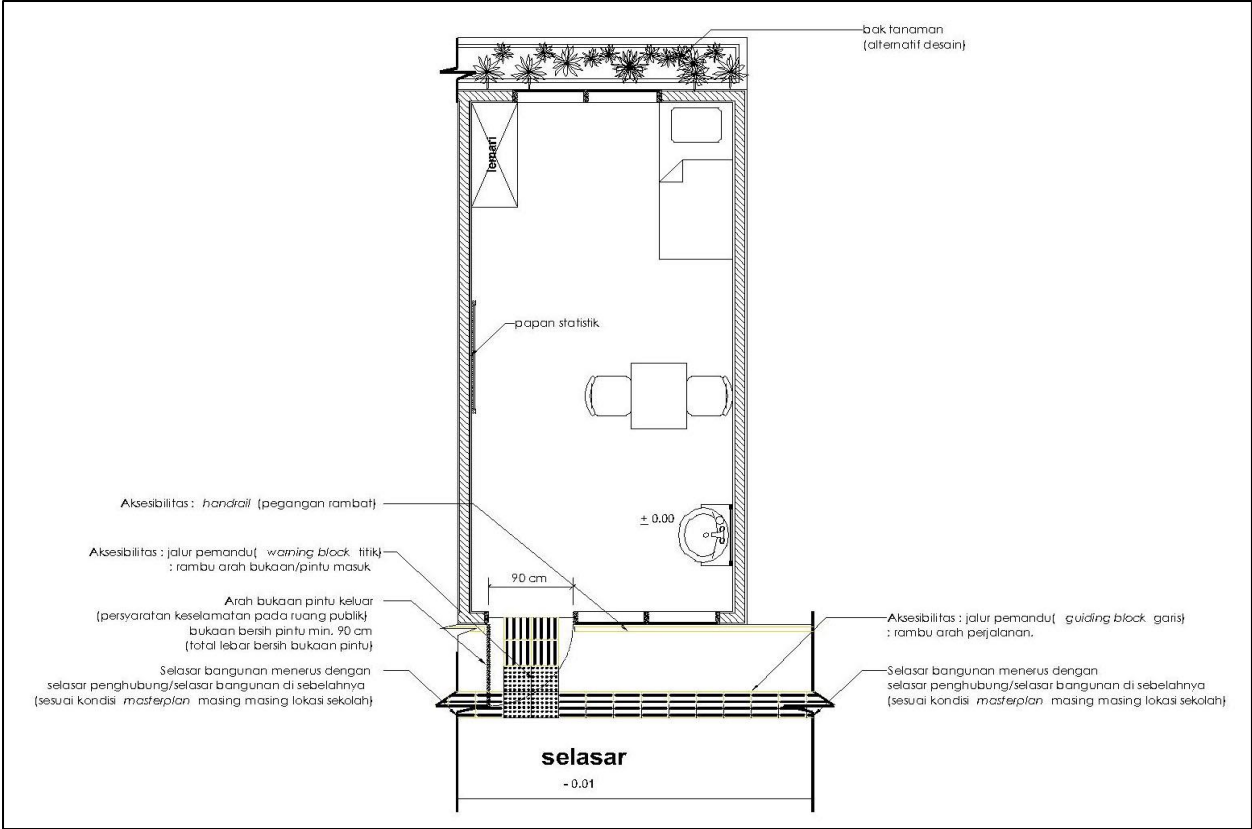 bak tanaman
(alternatif desain)
lemari
papan statistik
Aksesibilitas : handrail (pegangan rambat)
± 0.00
Aksesibilitas : jalur pemandu( warning block titik)
: rambu arah bukaan/pintu masuk
90 cm
Arah bukaan pintu keluar
(persyaratan keselamatan pada ruang publik)
bukaan bersih pintu min. 90 cm
(total lebar bersih bukaan pintu)
Aksesibilitas : jalur pemandu( guiding block garis)
: rambu arah perjalanan.
Selasar bangunan menerus dengan
selasar penghubung/selasar bangunan di sebelahnya
(sesuai kondisi masterplan masing masing lokasi sekolah)
Selasar bangunan menerus dengan
selasar penghubung/selasar bangunan di sebelahnya
(sesuai kondisi masterplan masing masing lokasi sekolah)
selasar
- 0.01